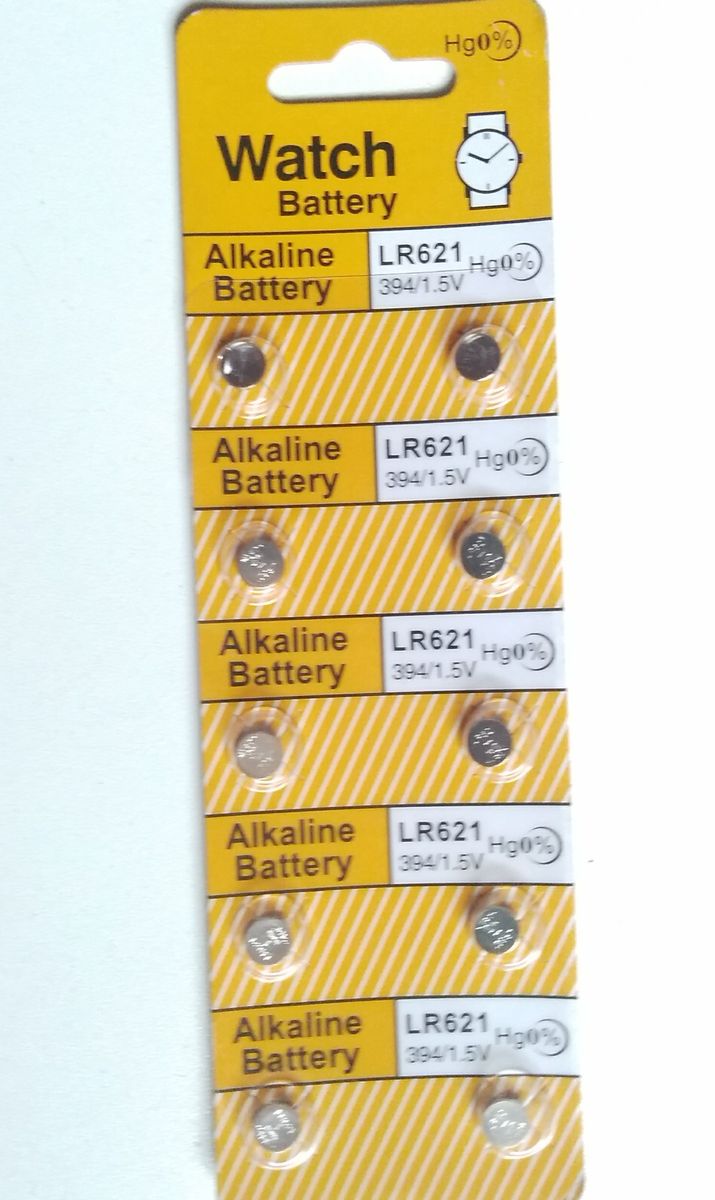 Hg0%
Watch
Battery
Alkaline
Battery
LR621
394/1.5V
Hg0%
Alkaline
Battery
LR621
394/1.5V
Hg0%
Alkaline
Battery
LR621
394/1.5V
Hg0%
Alkaline
Battery
LR621
394/1.5V
Hg0%
Alkaline
Battery
LR621
394/1.5V
Hg0%